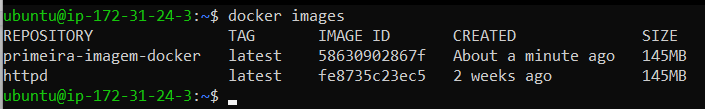 ubuntu@ip-172-31-24-3:~$ docker images
REPOSITORY TAG IMAGE ID CREATED SIZE
primeira-imagem-docker latest 58630902867f About a minute ago 145MB
httpd latest fe8735c23ec5 2 weeks ago 145MB
ubuntu@ip-172-31-24-3:~$